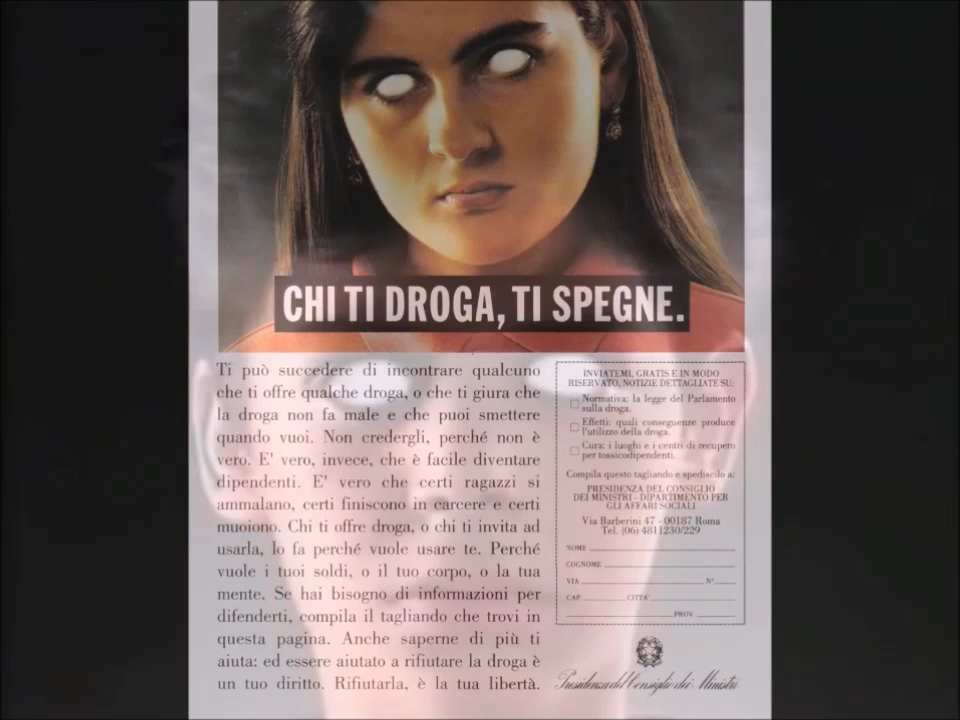 CHI TI DROGA, TI SPEGNE.
Ti può succedere di incontrare qualcuno
che ti offre qualche droga, o che ti giura che
la droga non fa male e che puoi smettere
quando vuoi. Non credergli, perché non è
vero. E' vero, invece, che è facile diventare
dipendenti. E' vero che certi ragazzi si
ammalano, certi finiscono in carcere e certi
muoiono. Chi ti offre droga, o chi ti invita ad
usarla, lo fa perché vuole usare te. Perché
vuole i tuoi soldi, o il tuo corpo, o la tua
mente. Se hai bisogno di informazioni per
difenderti, compila il tagliando che trovi in
questa pagina. Anche saperne di più ti
aiuta: ed essere aiutato a rifiutare la droga è
un tuo diritto. Rifiutarla, è la tua libertà.
INVIATEMI, GRATIS E IN MODO
RISERVATO, NOTIZIE DETTAGLIATE SU:
Normativa: la legge del Parlamento
sulla droga.
Effetti: quali conseguenze produce
l'utilizzo della droga.
Cura: i luoghi e i centri di recupero
per tossicodipendenti.
Compila questo tagliando e spediscilo a:
PRESIDENZA DEL CONSIGLIO
DEI MINISTRI - DIPARTIMENTO PER
GLI AFFARI SOCIALI
Via Barberini 47 - 00187 Roma
Tel. (06) 4811230/229
NOME
COGNOME
VIA N°
CAP CITTA'
PROV
Presidenza del Consiglio dei Ministri